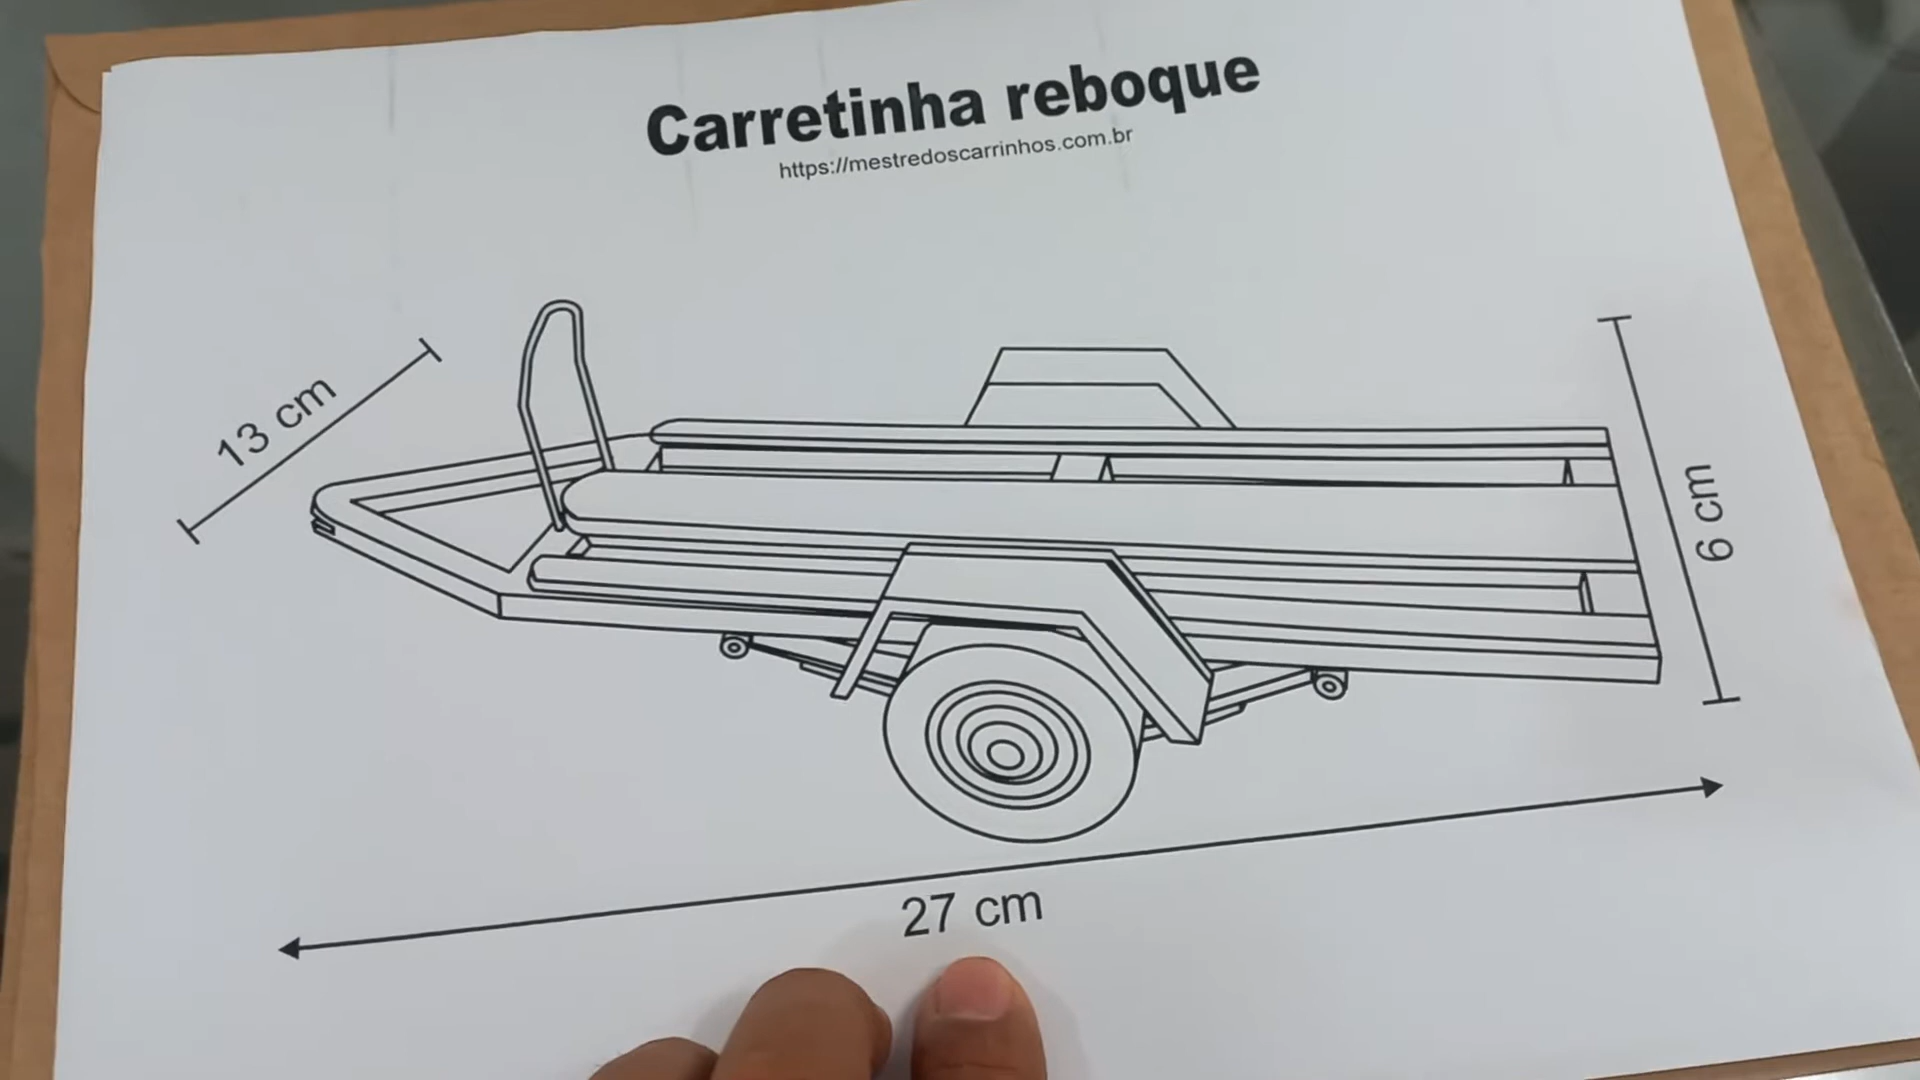 Carretinha reboque
https://mestredoscarrinhos.com.br
13 cm
6 cm
27 cm